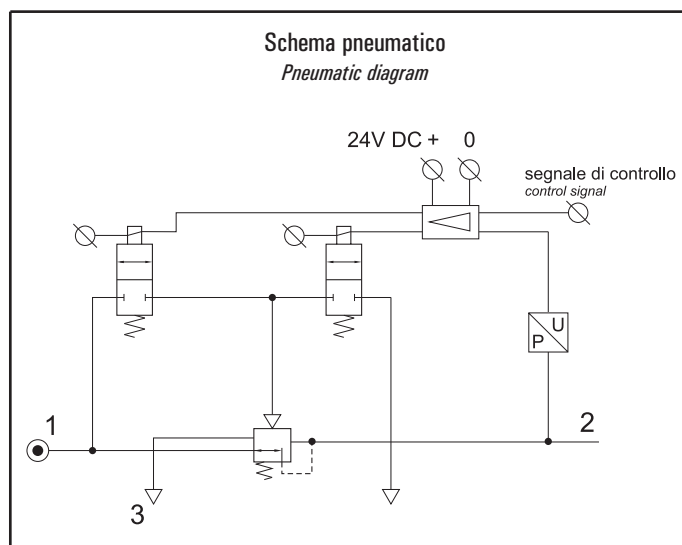 Schema pneumatico
Pneumatic diagram
24V DC + 0
segnale di controllo
control signal
U
P
1
2
3